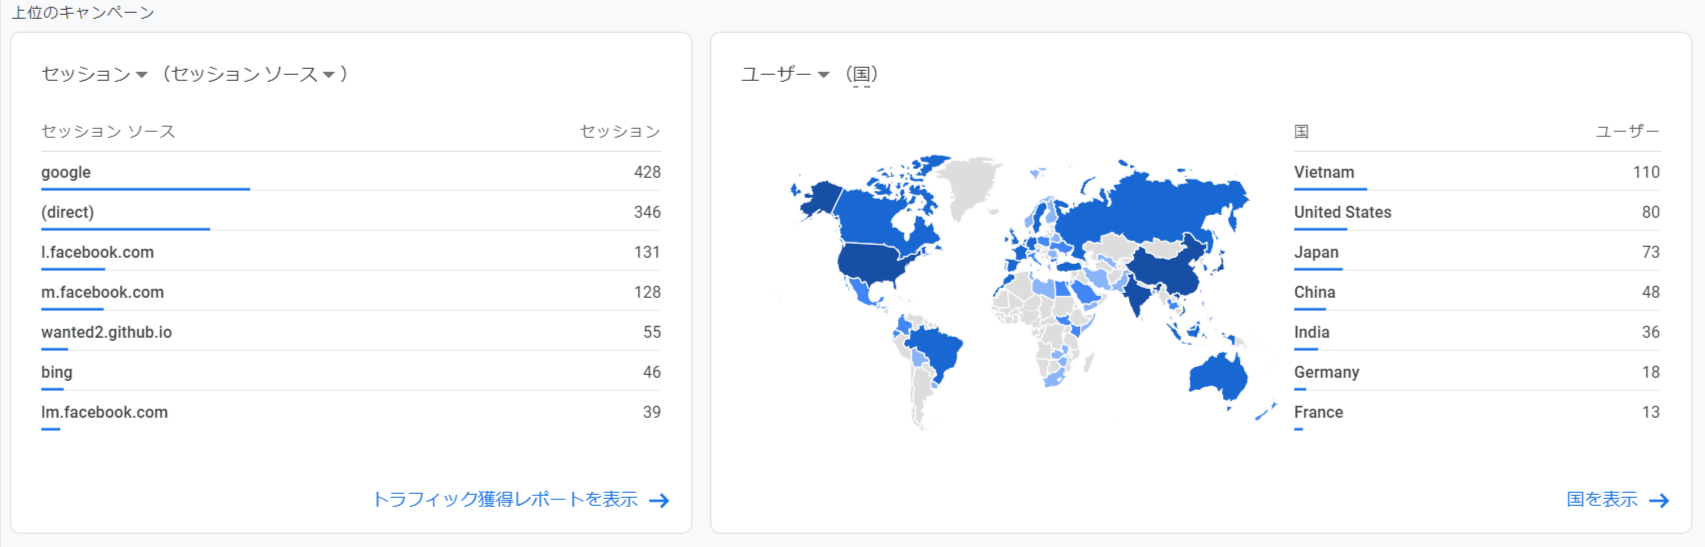 上位のキャンペーン
セッション （セッション ソース ）
セッション ソース セッション
google 428
(direct) 346
l.facebook.com 131
m.facebook.com 128
wanted2.github.io 55
bing 46
lm.facebook.com 39
トラフィック獲得レポートを表示 →
ユーザー （国）
国 ユーザー
Vietnam 110
United States 80
Japan 73
China 48
India 36
Germany 18
France 13
国を表示 →